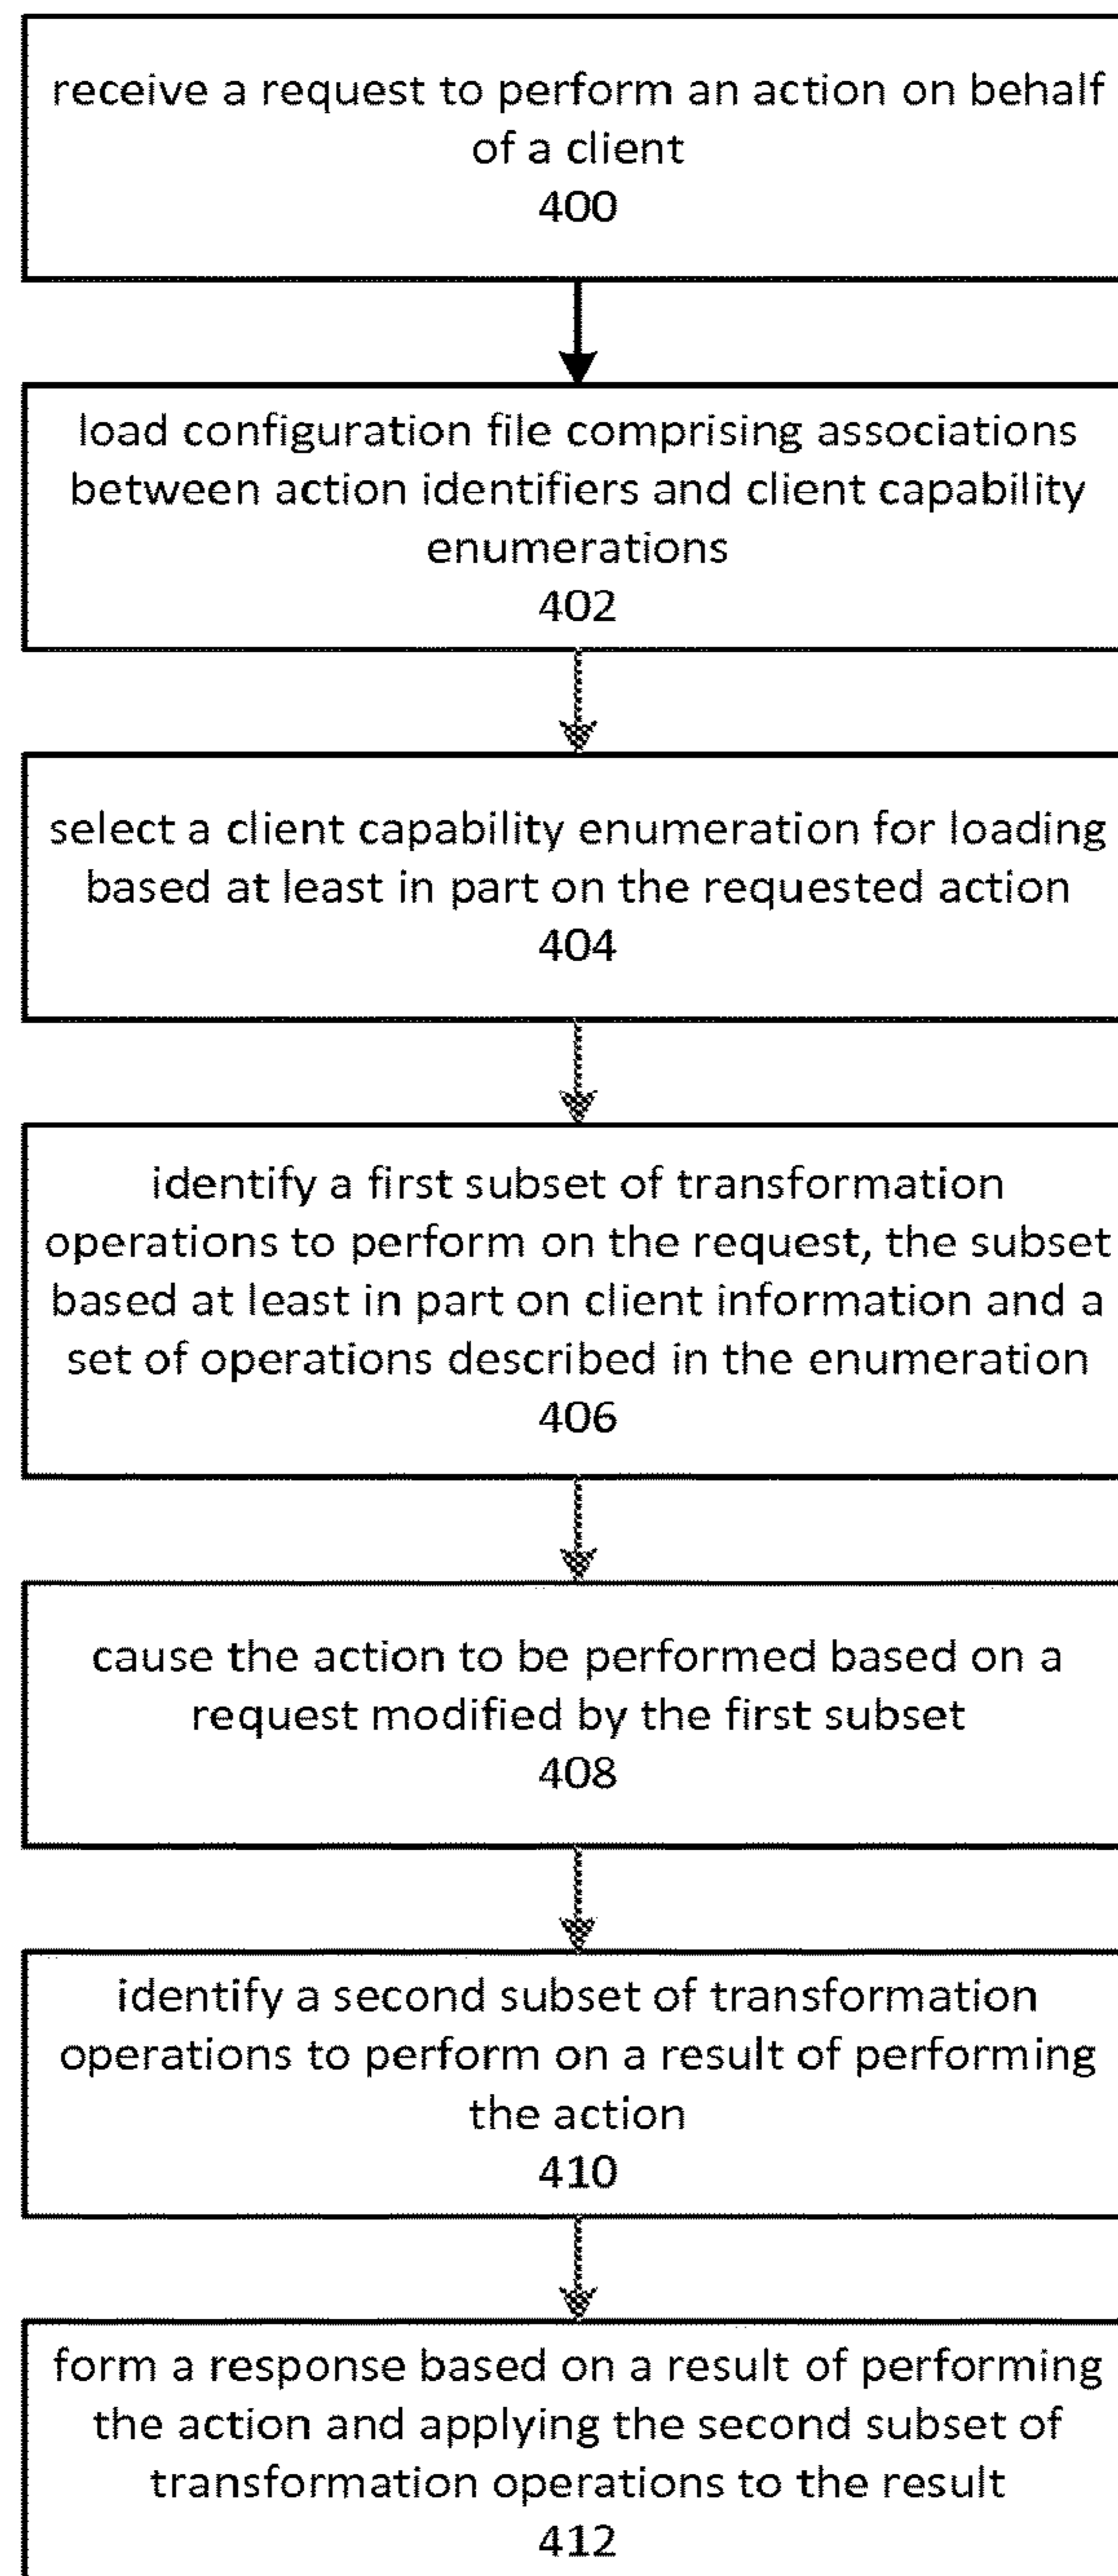 receive a request to perform an action on behalf
of a client
400
load configuration file comprising associations
between action identifiers and client capability
enumerations
402
select a client capability enumeration for loading
based at least in part on the requested action
404
identify a first subset of transformation
operations to perform on the request, the subset
based at least in part on client information and a
set of operations described in the enumeration
406
cause the action to be performed based on a
request modified by the first subset
408
identify a second subset of transformation
operations to perform on a result of performing
the action
410
form a response based on a result of performing
the action and applying the second subset of
transformation operations to the result
412